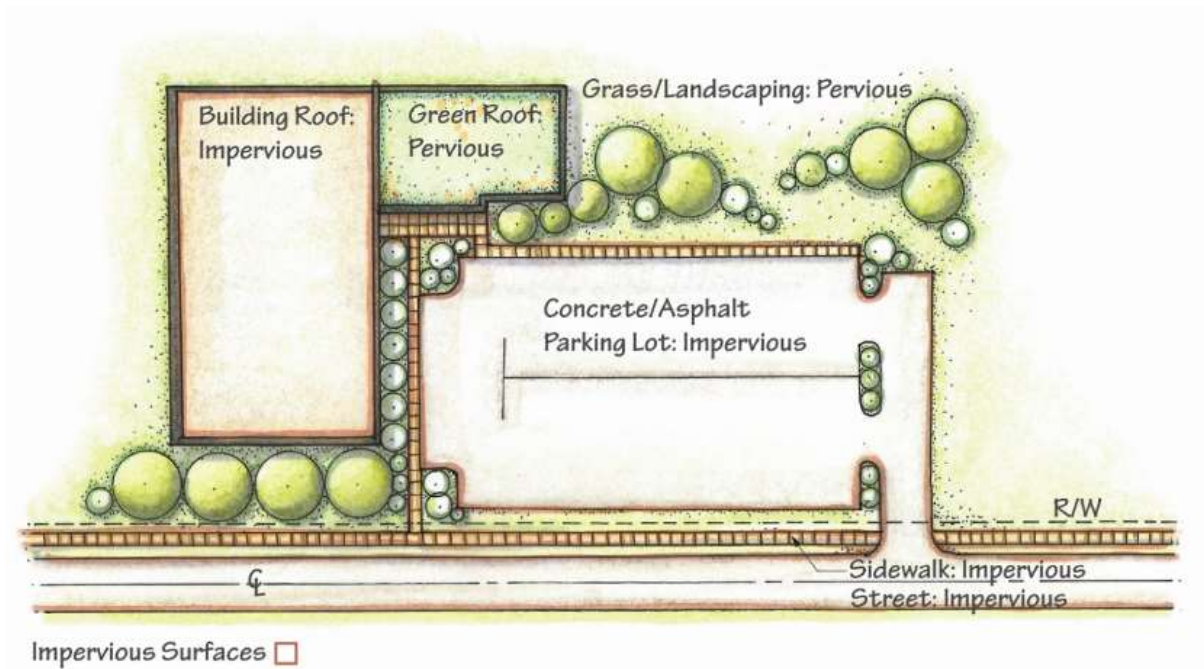 Grass/Landscaping: Pervious
Building Roof:
Impervious
Green Roof:
Pervious
Concrete/Asphalt
Parking Lot: Impervious
R/W
℄
Sidewalk: Impervious
Street: Impervious
Impervious Surfaces